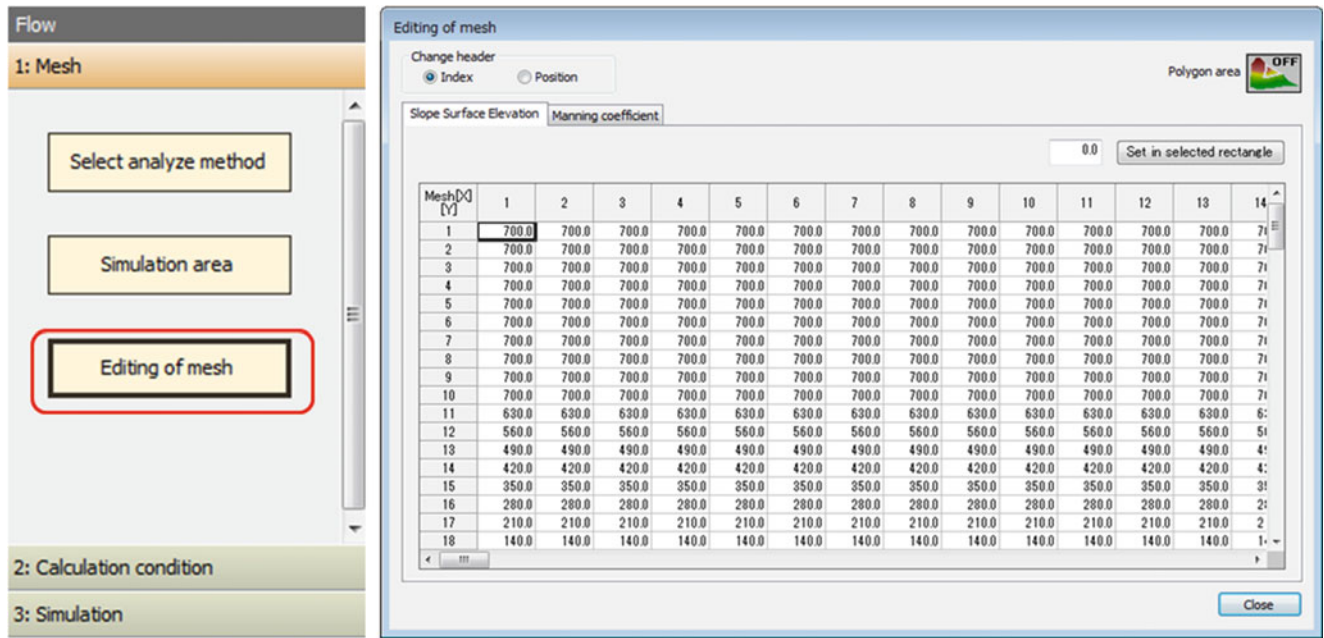 Flow
1: Mesh
Select analyze method
Simulation area
Editing of mesh
2: Calculation condition
3: Simulation
Editing of mesh
Change header
Index Position
Polygon area OFF
Slope Surface Elevation Manning coefficient
0.0 Set in selected rectangle
Mesh[X] 1 2 3 4 5 6 7 8 9 10 11 12 13 14
[Y]
1 700.0 700.0 700.0 700.0 700.0 700.0 700.0 700.0 700.0 700.0 700.0 700.0 700.0
2 700.0 700.0 700.0 700.0 700.0 700.0 700.0 700.0 700.0 700.0 700.0 700.0 700.0
3 700.0 700.0 700.0 700.0 700.0 700.0 700.0 700.0 700.0 700.0 700.0 700.0 700.0
4 700.0 700.0 700.0 700.0 700.0 700.0 700.0 700.0 700.0 700.0 700.0 700.0 700.0
5 700.0 700.0 700.0 700.0 700.0 700.0 700.0 700.0 700.0 700.0 700.0 700.0 700.0
6 700.0 700.0 700.0 700.0 700.0 700.0 700.0 700.0 700.0 700.0 700.0 700.0 700.0
7 700.0 700.0 700.0 700.0 700.0 700.0 700.0 700.0 700.0 700.0 700.0 700.0 700.0
8 700.0 700.0 700.0 700.0 700.0 700.0 700.0 700.0 700.0 700.0 700.0 700.0 700.0
9 700.0 700.0 700.0 700.0 700.0 700.0 700.0 700.0 700.0 700.0 700.0 700.0 700.0
10 700.0 700.0 700.0 700.0 700.0 700.0 700.0 700.0 700.0 700.0 700.0 700.0 700.0
11 630.0 630.0 630.0 630.0 630.0 630.0 630.0 630.0 630.0 630.0 630.0 630.0 630.0
12 560.0 560.0 560.0 560.0 560.0 560.0 560.0 560.0 560.0 560.0 560.0 560.0 560.0
13 490.0 490.0 490.0 490.0 490.0 490.0 490.0 490.0 490.0 490.0 490.0 490.0 490.0
14 420.0 420.0 420.0 420.0 420.0 420.0 420.0 420.0 420.0 420.0 420.0 420.0 420.0
15 350.0 350.0 350.0 350.0 350.0 350.0 350.0 350.0 350.0 350.0 350.0 350.0 350.0
16 280.0 280.0 280.0 280.0 280.0 280.0 280.0 280.0 280.0 280.0 280.0 280.0 280.0
17 210.0 210.0 210.0 210.0 210.0 210.0 210.0 210.0 210.0 210.0 210.0 210.0 210.0
18 140.0 140.0 140.0 140.0 140.0 140.0 140.0 140.0 140.0 140.0 140.0 140.0 140.0
Close